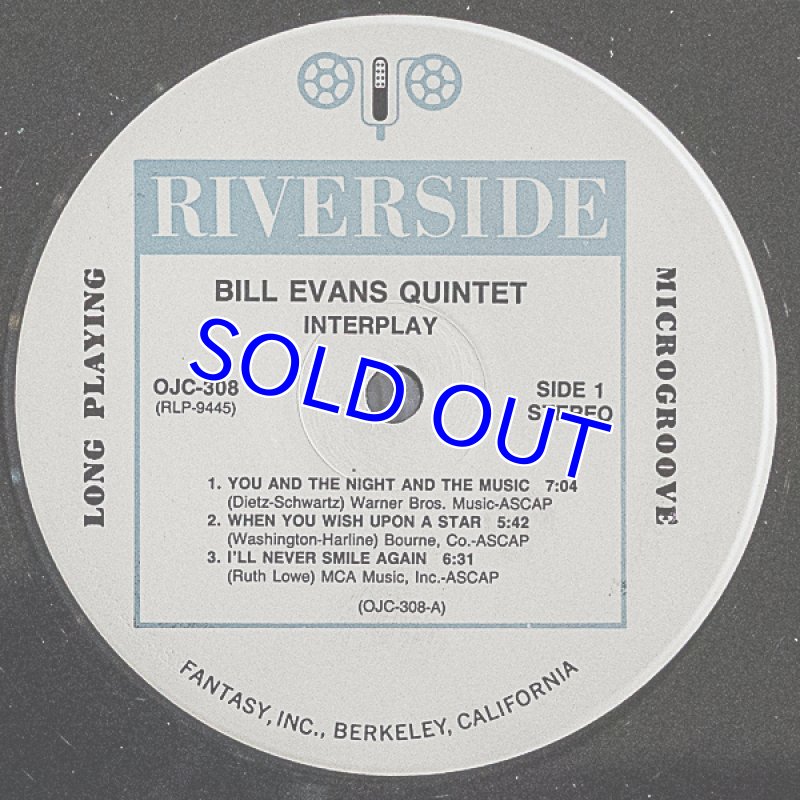 RIVERSIDE
BILL EVANS QUINTET
INTERPLAY
LONG PLAYING
MICROGROOVE
OJC-308
(RLP-9445)
SIDE 1
STEREO
SOLD OUT
1. YOU AND THE NIGHT AND THE MUSIC 7:04
(Dietz-Schwartz) Warner Bros. Music-ASCAP
2. WHEN YOU WISH UPON A STAR 5:42
(Washington-Harline) Bourne, Co.-ASCAP
3. I'LL NEVER SMILE AGAIN 6:31
(Ruth Lowe) MCA Music, Inc.-ASCAP
(OJC-308-A)
FANTASY, INC., BERKELEY, CALIFORNIA